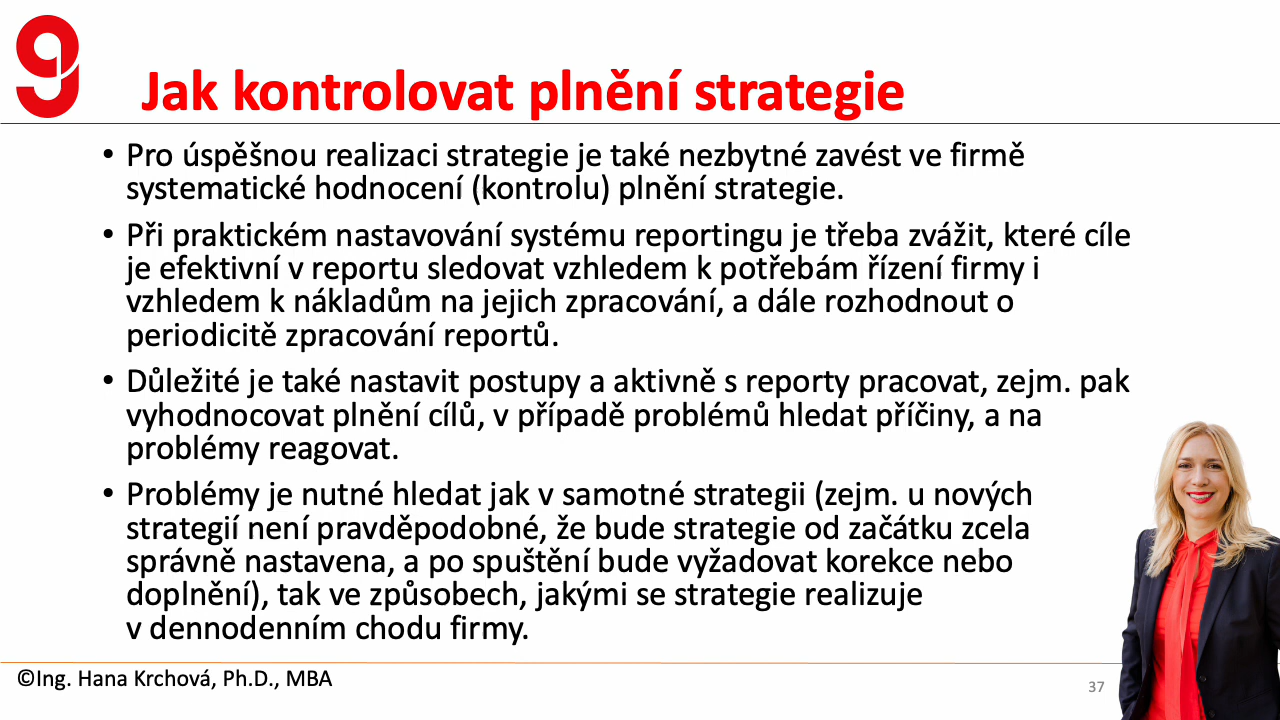 Jak kontrolovat plnění strategie
• Pro úspěšnou realizaci strategie je také nezbytné zavést ve firmě
systematické hodnocení (kontrolu) plnění strategie.
• Při praktickém nastavování systému reportingu je třeba zvážit, které cíle
je efektivní v reportu sledovat vzhledem k potřebám řízení firmy i
vzhledem k nákladům na jejich zpracování, a dále rozhodnout o
periodicitě zpracování reportů.
• Důležité je také nastavit postupy a aktivně s reporty pracovat, zejm. pak
vyhodnocovat plnění cílů, v případě problémů hledat příčiny, a na
problémy reagovat.
• Problémy je nutné hledat jak v samotné strategii (zejm. u nových
strategií není pravděpodobné, že bude strategie od začátku zcela
správně nastavena, a po spuštění bude vyžadovat korekce nebo
doplnění), tak ve způsobech, jakými se strategie realizuje
v dennodenním chodu firmy.
©Ing. Hana Krchová, Ph.D., MBA
37